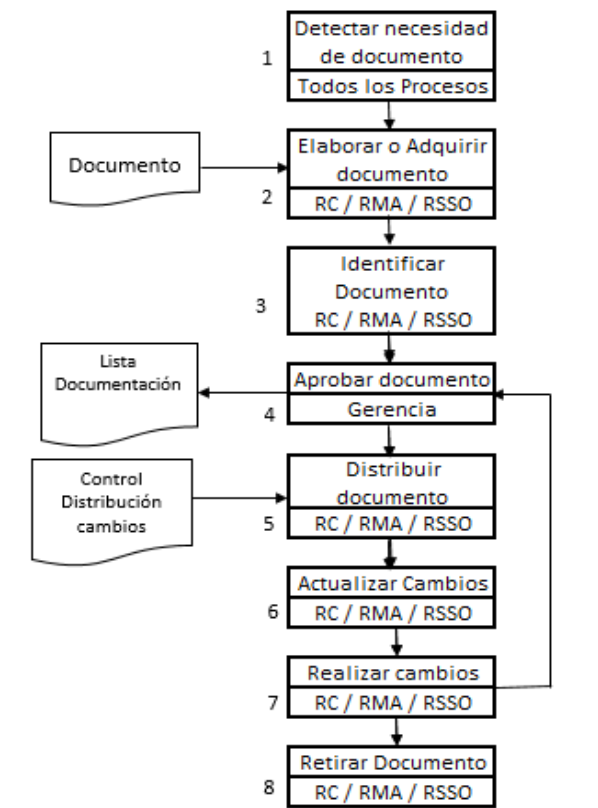 Detectar necesidad
de documento
1
Todos los Procesos
Documento
Elaborar o Adquirir
documento
2
RC / RMA / RSSO
Identificar
Documento
3
RC / RMA / RSSO
Lista
Documentación
Aprobar documento
4
Gerencia
Control
Distribución
cambios
Distribuir
documento
5
RC / RMA / RSSO
Actualizar Cambios
6
RC / RMA / RSSO
Realizar cambios
7
RC / RMA / RSSO
Retirar Documento
8
RC / RMA / RSSO